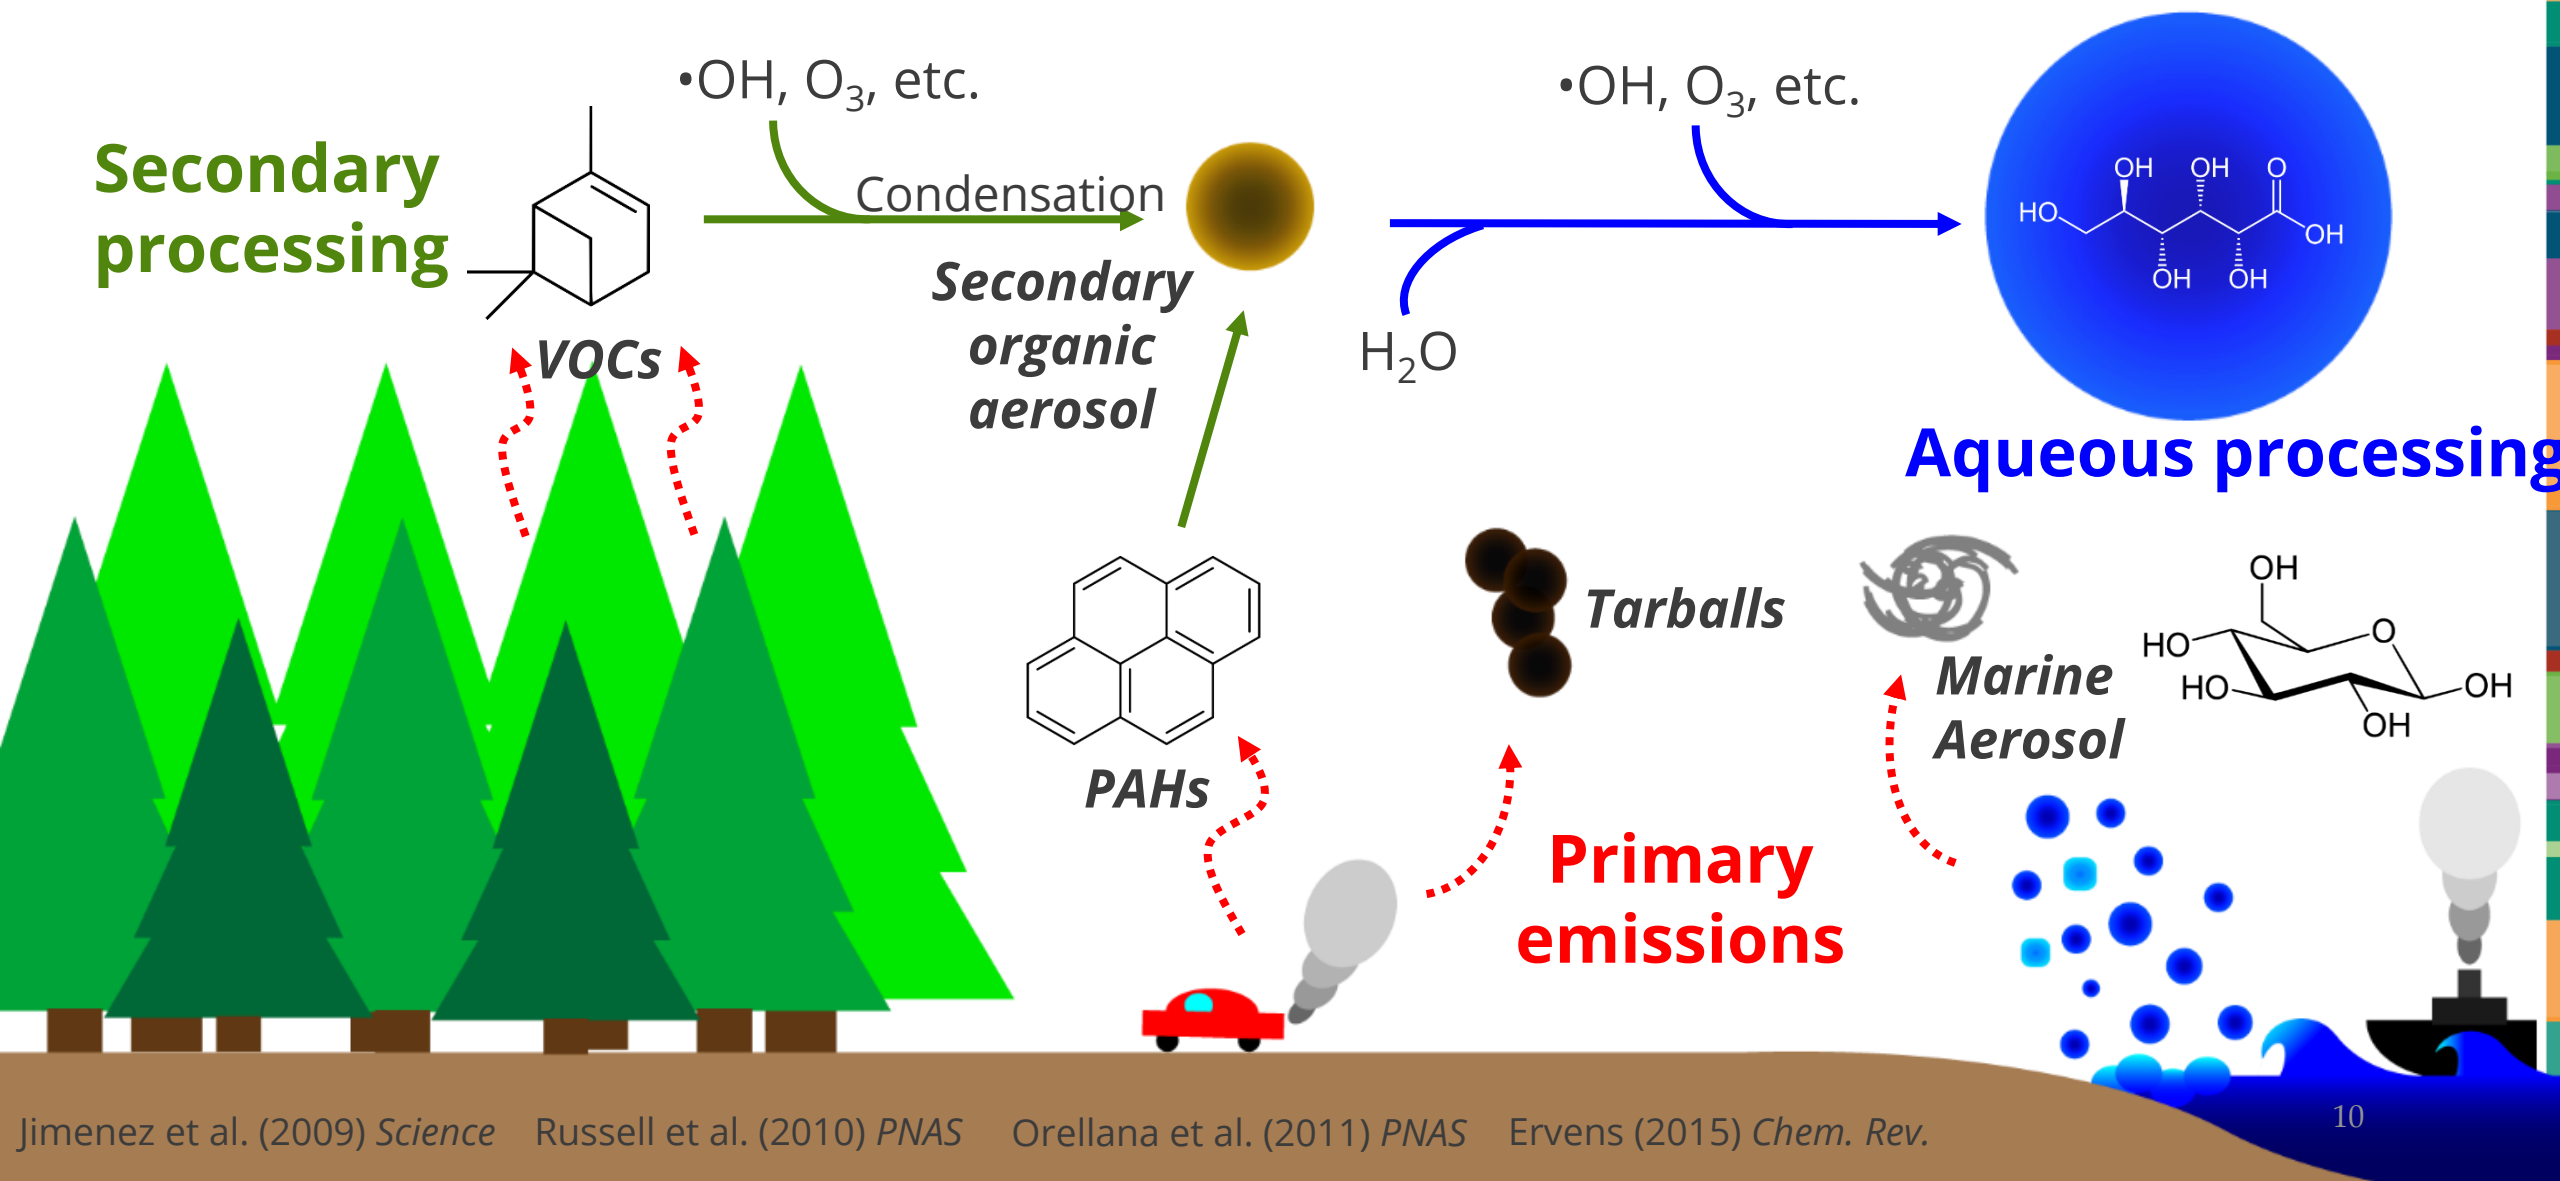 •OH, O₃, etc.
•OH, O₃, etc.
Secondary
processing
Condensation
VOCs
Secondary
organic
aerosol
H₂O
OH
OH
O
HO
OH
OH
OH
Aqueous processing
PAHs
Tarballs
Marine
Aerosol
OH
O
HO
HO
OH
OH
Primary
emissions
Jimenez et al. (2009) Science
Russell et al. (2010) PNAS
Orellana et al. (2011) PNAS
Ervens (2015) Chem. Rev.
10